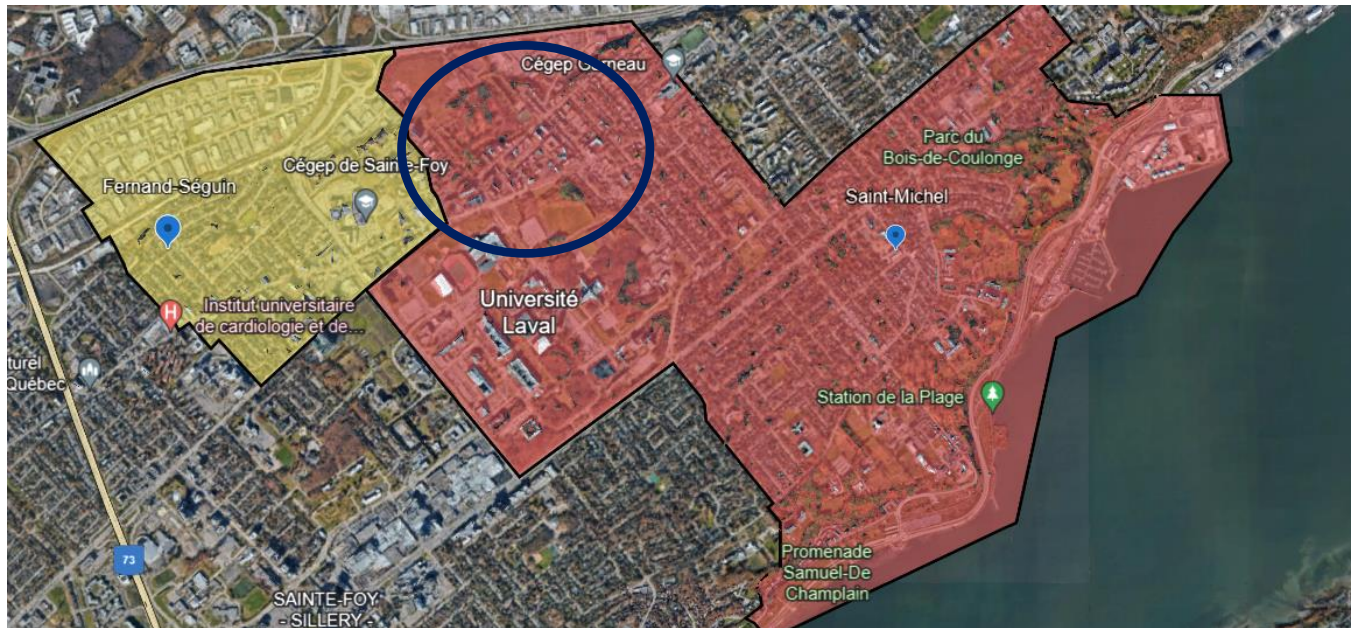 Cégep Garneau
Cégep de Sainte-Foy
Fernand-Séguin
Parc du
Bois-de-Coulonge
Saint-Michel
H
Institut universitaire
de cardiologie et de...
Université
Laval
turel
Québec
Station de la Plage
73
Promenade
Samuel-De
Champlain
SAINTE-FOY
- SILLERY -